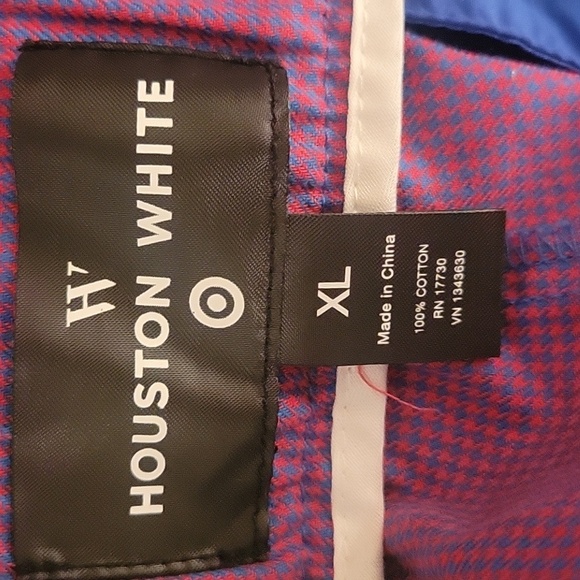 W
HOUSTON WHITE
XL
Made in China
100% COTTON
RN 17730
VN 1343630